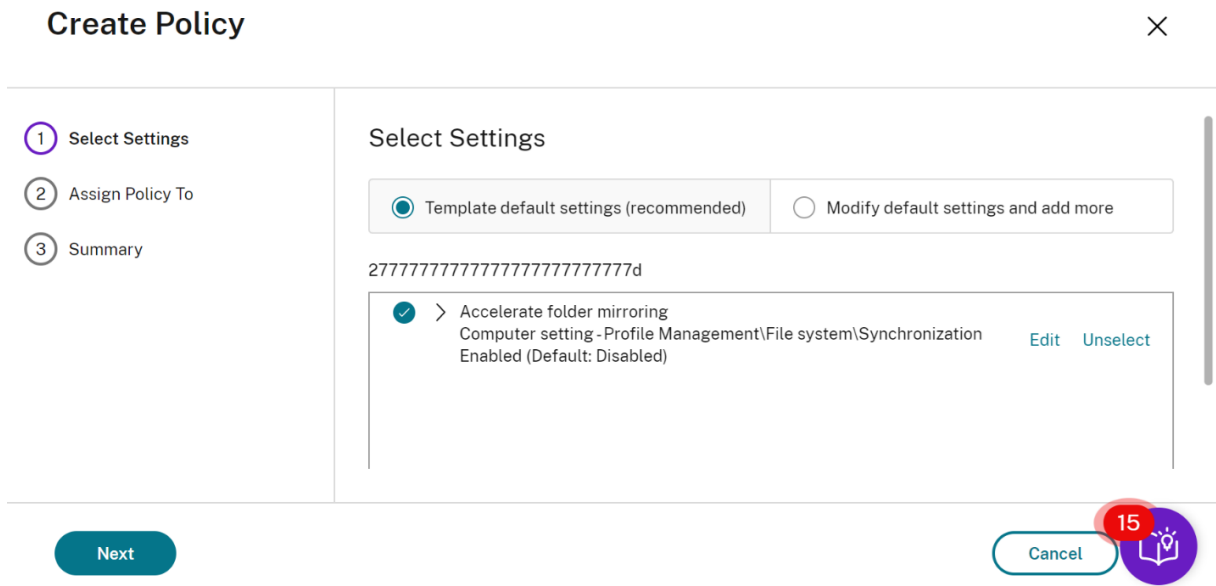 Create Policy
1 Select Settings
2 Assign Policy To
3 Summary
Select Settings
Template default settings (recommended)
Modify default settings and add more
27777777777777777777777777d
Accelerate folder mirroring
Computer setting - Profile Management\File system\Synchronization
Enabled (Default: Disabled)
Edit
Unselect
Next
Cancel
15